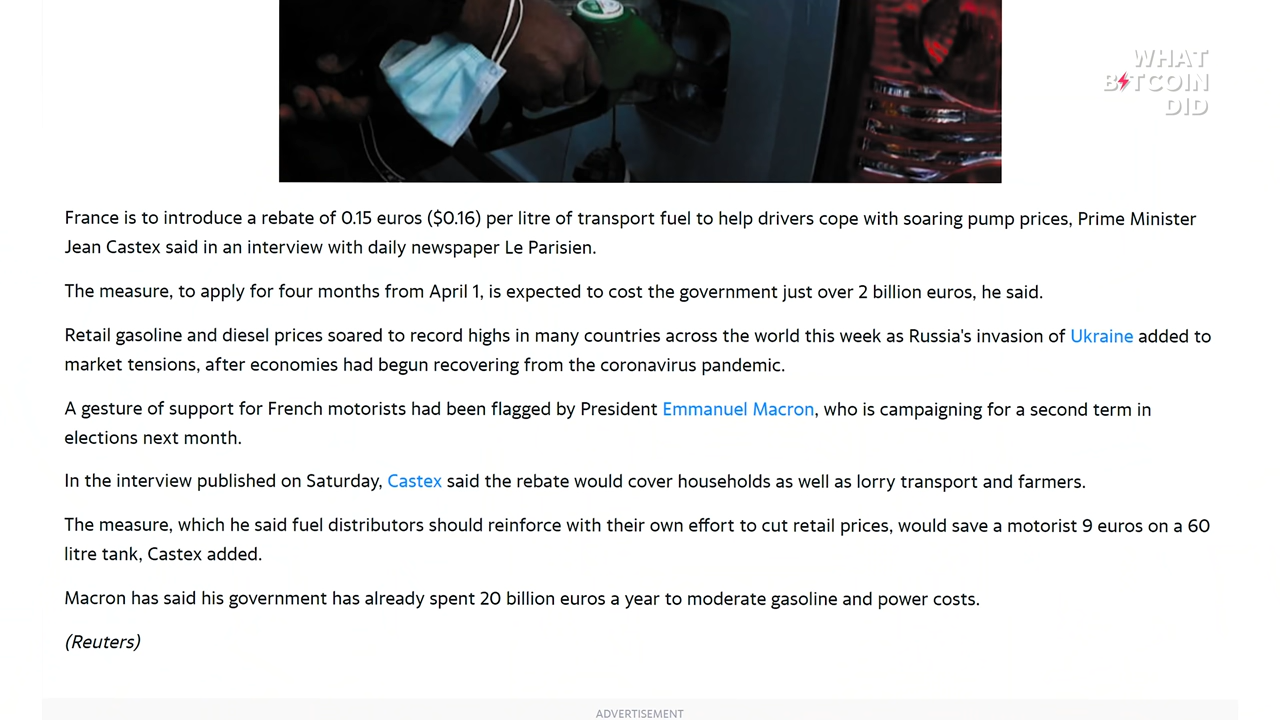 WHAT
BITCOIN
DID
France is to introduce a rebate of 0.15 euros ($0.16) per litre of transport fuel to help drivers cope with soaring pump prices, Prime Minister
Jean Castex said in an interview with daily newspaper Le Parisien.
The measure, to apply for four months from April 1, is expected to cost the government just over 2 billion euros, he said.
Retail gasoline and diesel prices soared to record highs in many countries across the world this week as Russia's invasion of Ukraine added to
market tensions, after economies had begun recovering from the coronavirus pandemic.
A gesture of support for French motorists had been flagged by President Emmanuel Macron, who is campaigning for a second term in
elections next month.
In the interview published on Saturday, Castex said the rebate would cover households as well as lorry transport and farmers.
The measure, which he said fuel distributors should reinforce with their own effort to cut retail prices, would save a motorist 9 euros on a 60
litre tank, Castex added.
Macron has said his government has already spent 20 billion euros a year to moderate gasoline and power costs.
(Reuters)
ADVERTISEMENT